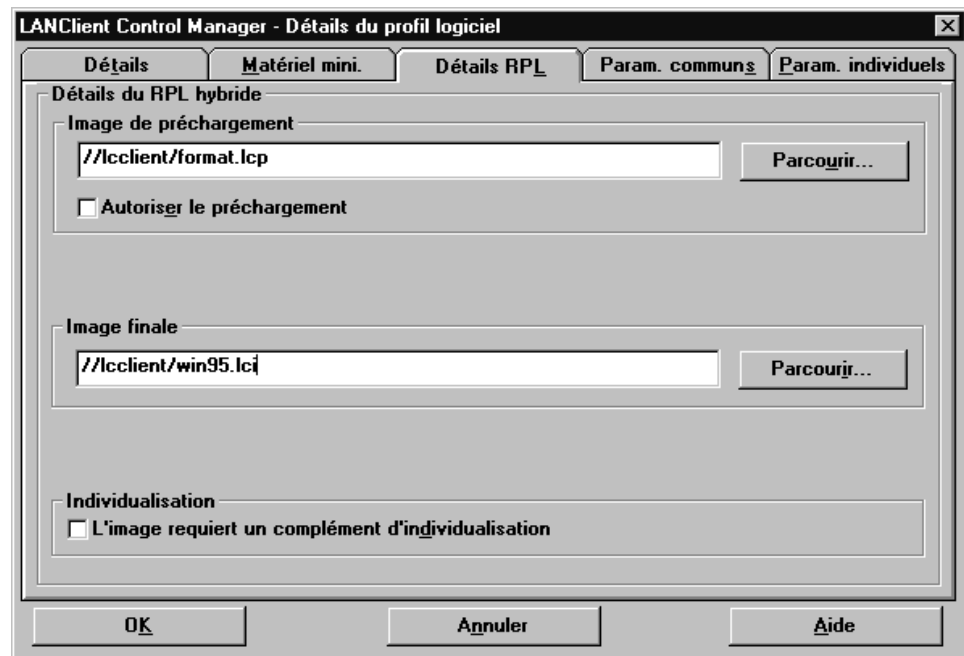 LANClient Control Manager - Détails du profil logiciel
Détails
Matériel mini.
Détails RPL
Param. communs
Param. individuels
Détails du RPL hybride
Image de préchargement
//lcclient/format.lcp
Parcourir...
Autoriser le préchargement
Image finale
//lcclient/win95.lci
Parcourir...
Individualisation
L'image requiert un complément d'individualisation
OK
Annuler
Aide